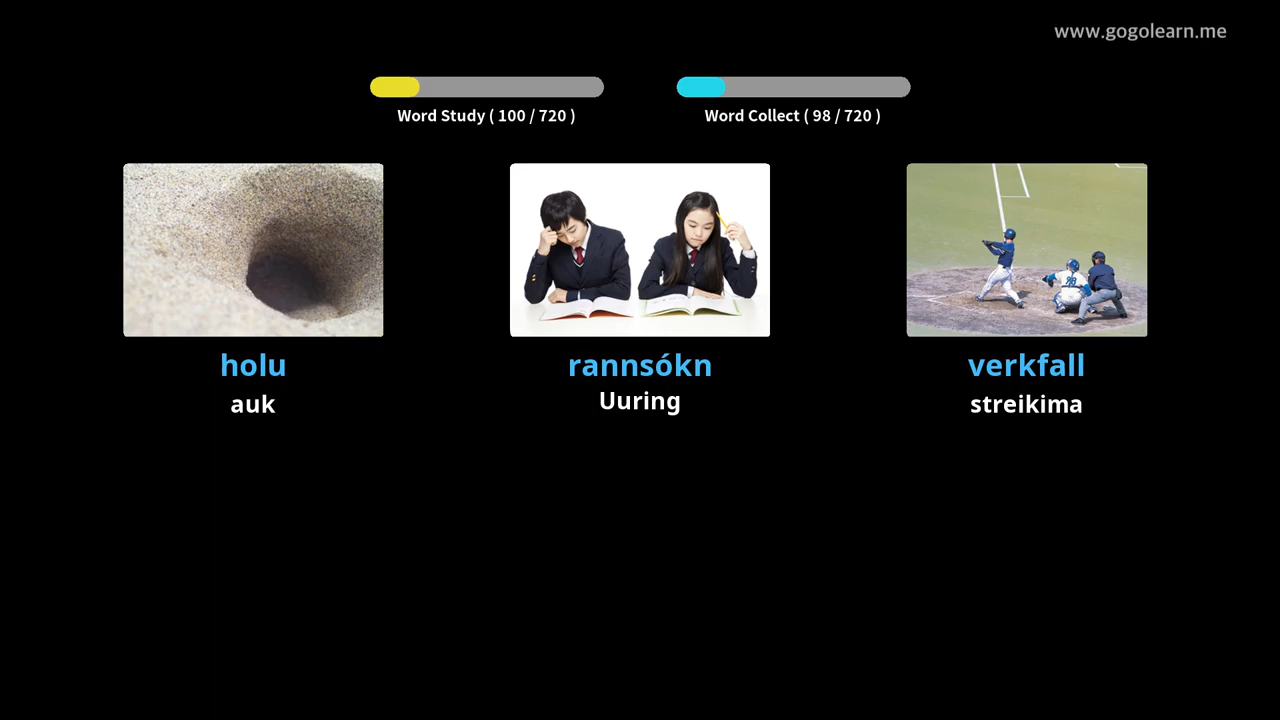 www.gogolearn.me
Word Study ( 100 / 720 )
Word Collect ( 98 / 720 )
holu
auk
rannsókn
Uuring
verkfall
streikima